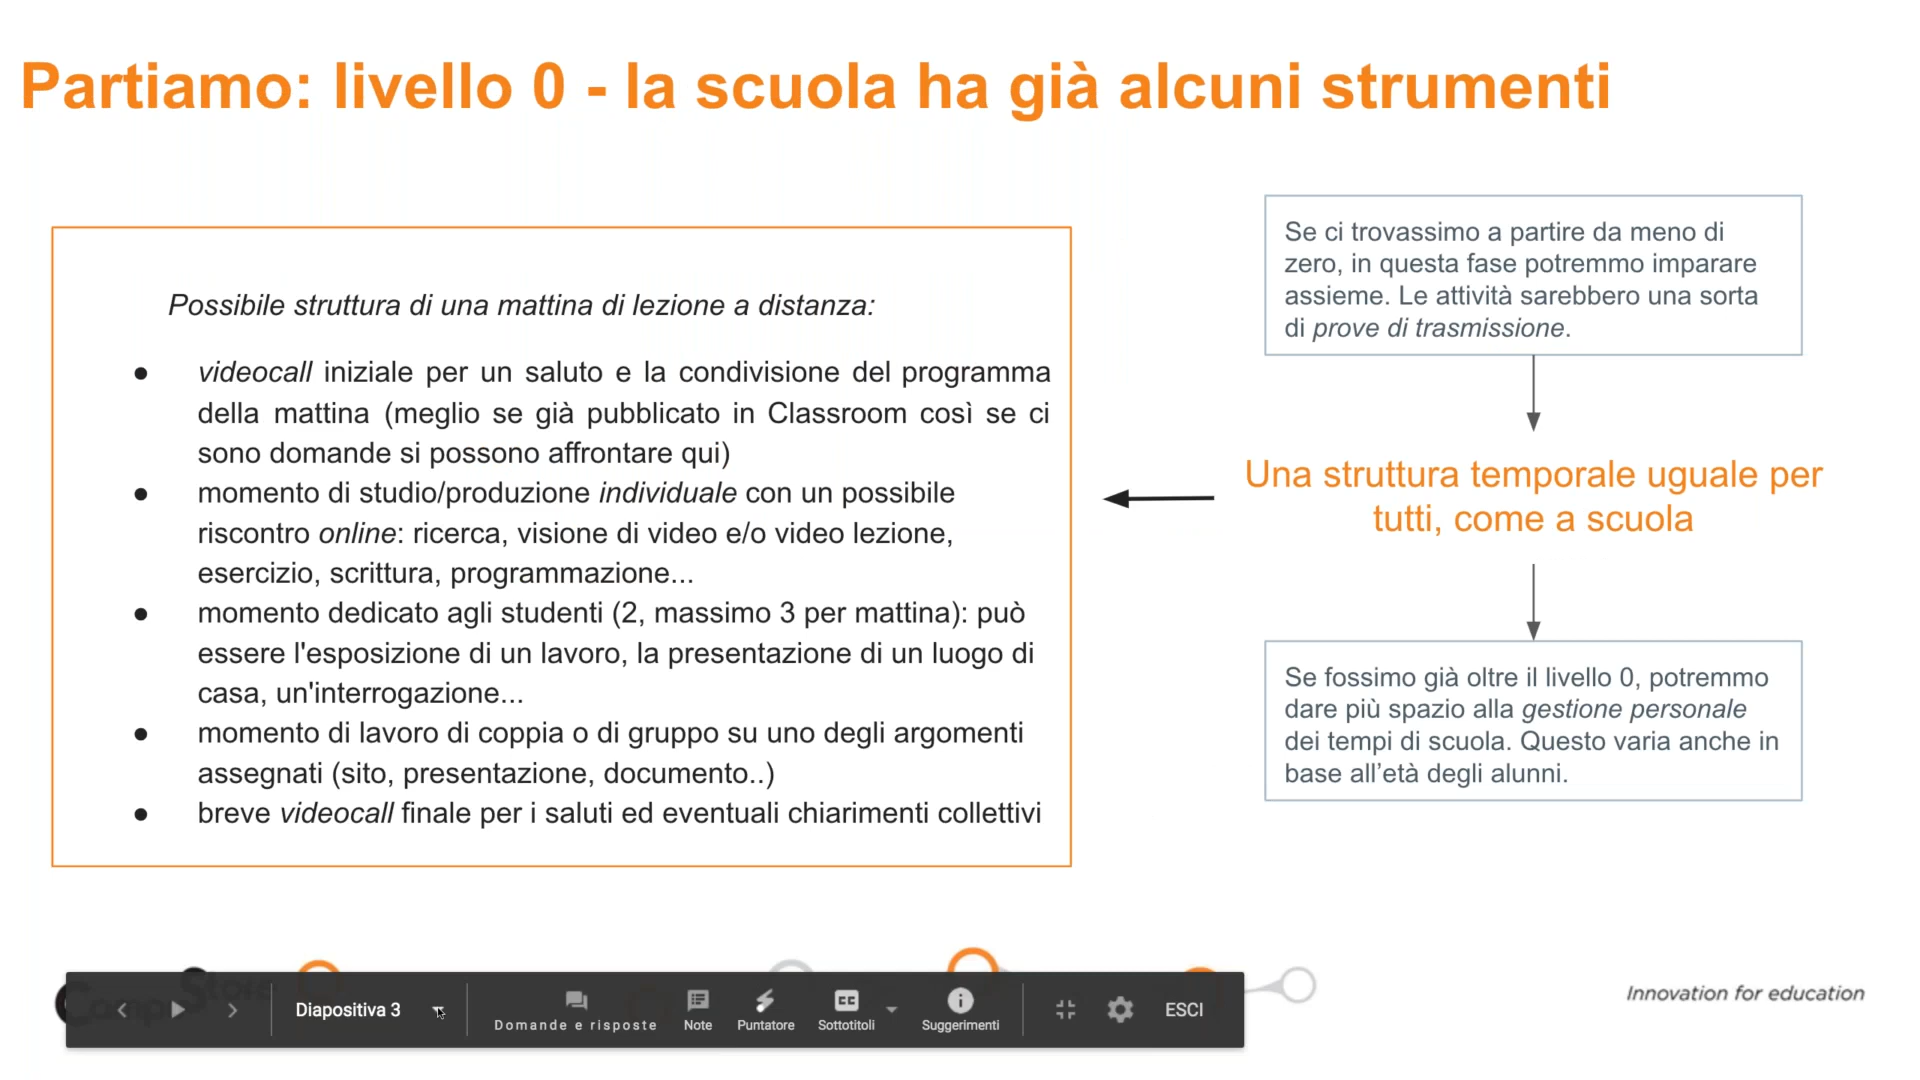 Partiamo: livello 0 - la scuola ha già alcuni strumenti
Possibile struttura di una mattina di lezione a distanza:
● videocall iniziale per un saluto e la condivisione del programma
della mattina (meglio se già pubblicato in Classroom così se ci
sono domande si possono affrontare qui)
● momento di studio/produzione individuale con un possibile
riscontro online: ricerca, visione di video e/o video lezione,
esercizio, scrittura, programmazione...
● momento dedicato agli studenti (2, massimo 3 per mattina): può
essere l'esposizione di un lavoro, la presentazione di un luogo di
casa, un'interrogazione...
● momento di lavoro di coppia o di gruppo su uno degli argomenti
assegnati (sito, presentazione, documento..)
● breve videocall finale per i saluti ed eventuali chiarimenti collettivi
Se ci trovassimo a partire da meno di
zero, in questa fase potremmo imparare
assieme. Le attività sarebbero una sorta
di prove di trasmissione.
Una struttura temporale uguale per
tutti, come a scuola
Se fossimo già oltre il livello 0, potremmo
dare più spazio alla gestione personale
dei tempi di scuola. Questo varia anche in
base all’età degli alunni.
CampuStore
Innovation for education
Diapositiva 3
Domande e risposte
Note
Puntatore
CC
Sottotitoli
Suggerimenti
ESCI